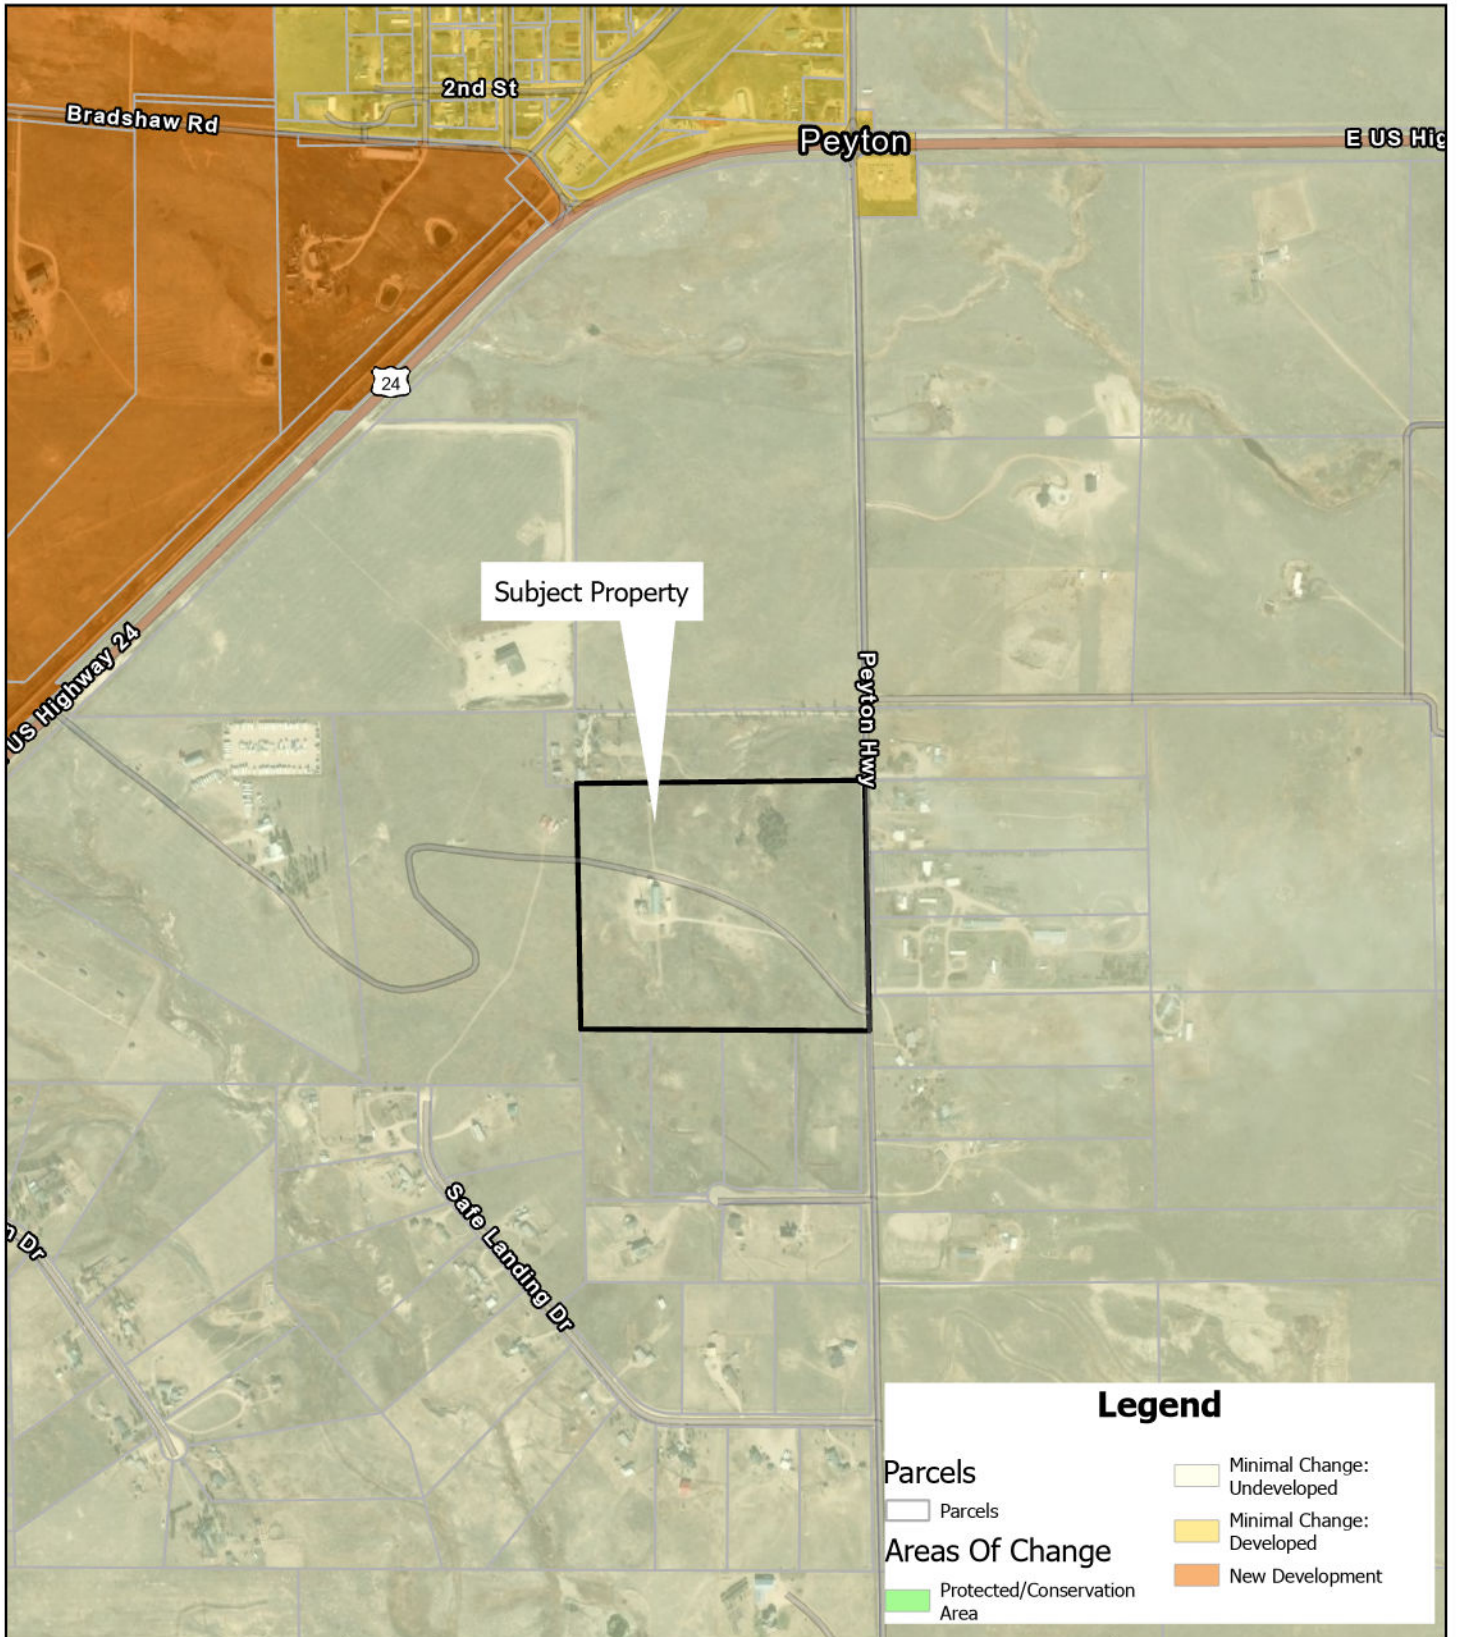 2nd St
Bradshaw Rd
Peyton
E US Hig
24
Subject Property
US Highway 24
Peyton Hwy
Safe Landing Dr
n Dr
Legend
Parcels
Parcels
Areas Of Change
Protected/Conservation
Area
Minimal Change:
Undeveloped
Minimal Change:
Developed
New Development